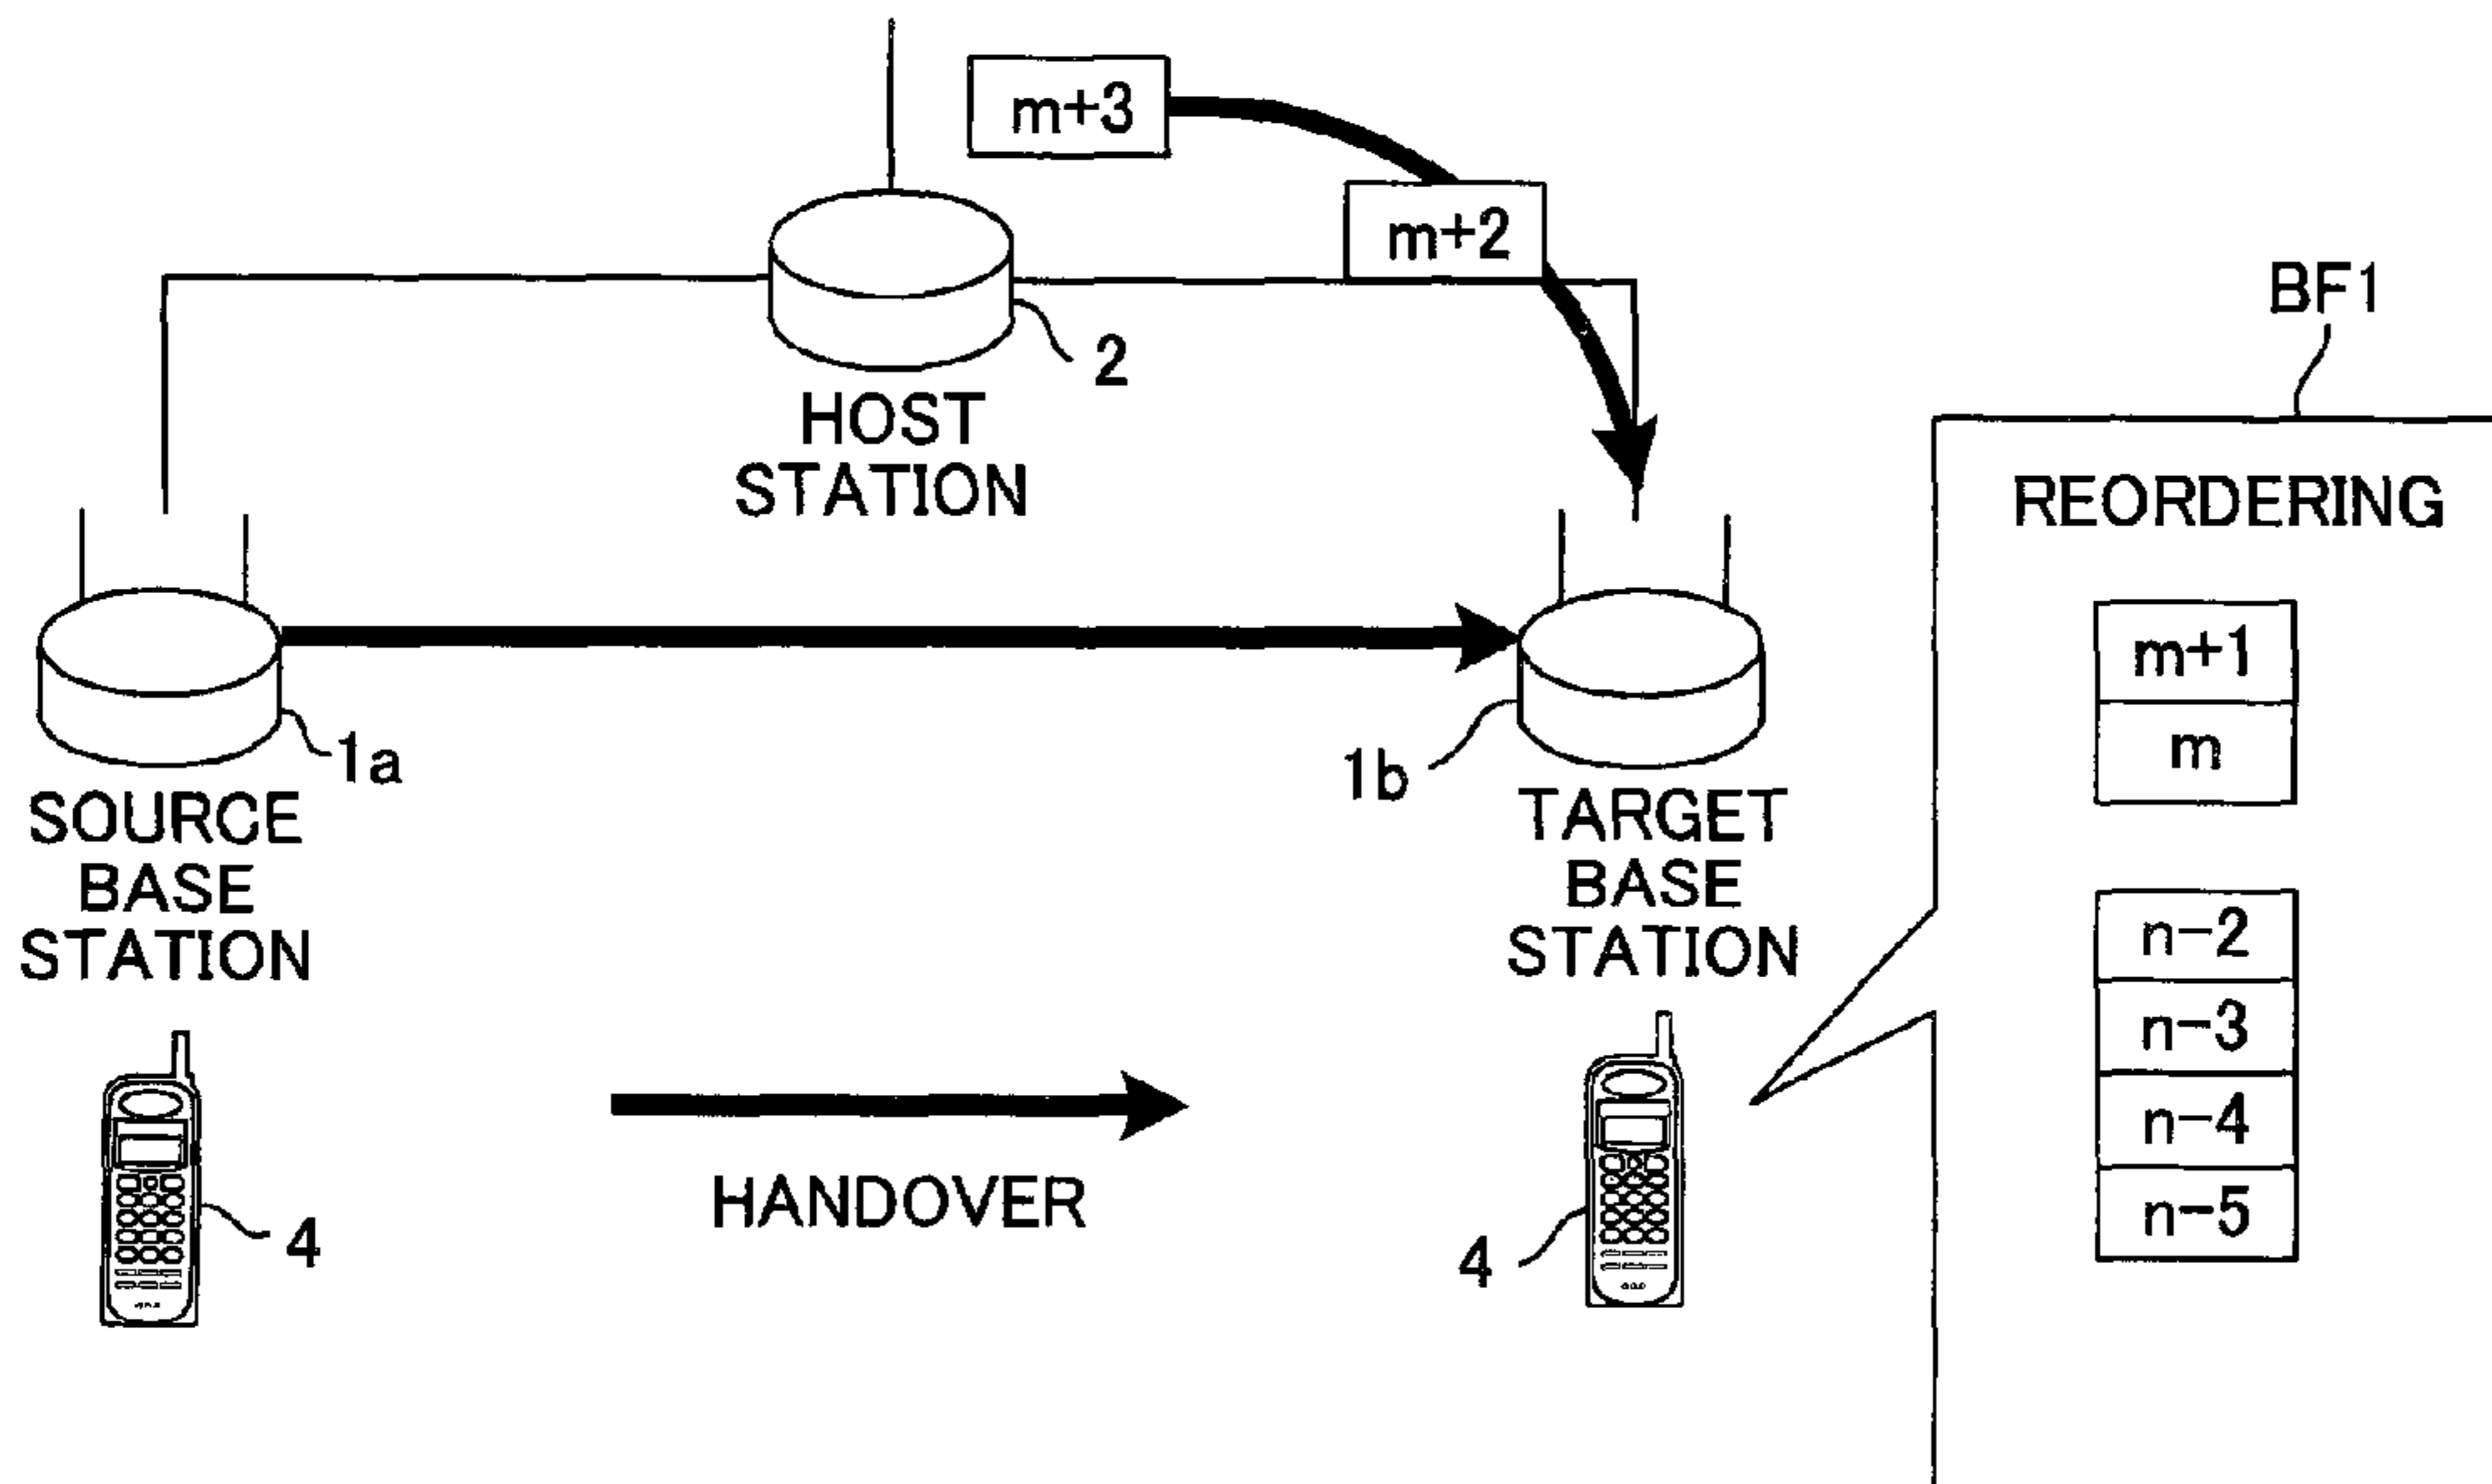 m+3
m+2
BF1
2
HOST
STATION
REORDERING
m+1
m
1a
1b
SOURCE
BASE
STATION
TARGET
BASE
STATION
n-2
n-3
n-4
n-5
HANDOVER
4
4